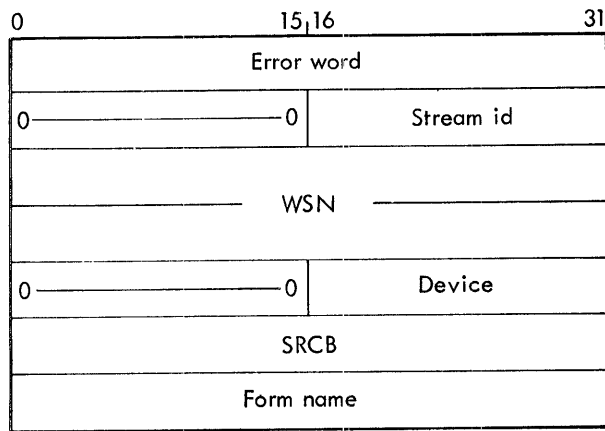 0 15 16 31
Error word
0 0 Stream id
WSN
0 0 Device
SRCB
Form name